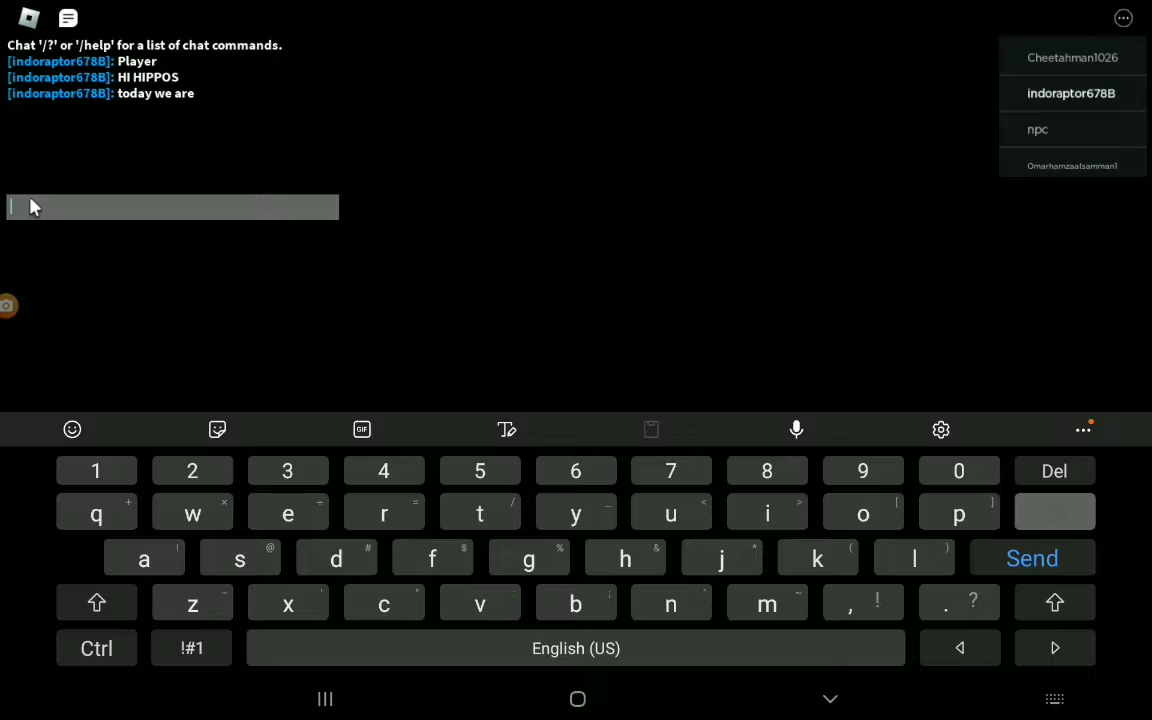 Chat '/?' or '/help' for a list of chat commands.
[indoraptor678B]: Player
[indoraptor678B]: HI HIPPOS
[indoraptor678B]: today we are
Cheetahman1026
indoraptor678B
npc
Omarhamzaalsamman1
GIF
1 2 3 4 5 6 7 8 9 0 Del
q + w × e ÷ r = t / y _ u < i > o [ p ]
a ! s @ d # f $ g % h & j * k ( l ) Send
z - x ' c " v : b ; n ` m ~ , ! . ?
Ctrl !#1 English (US)